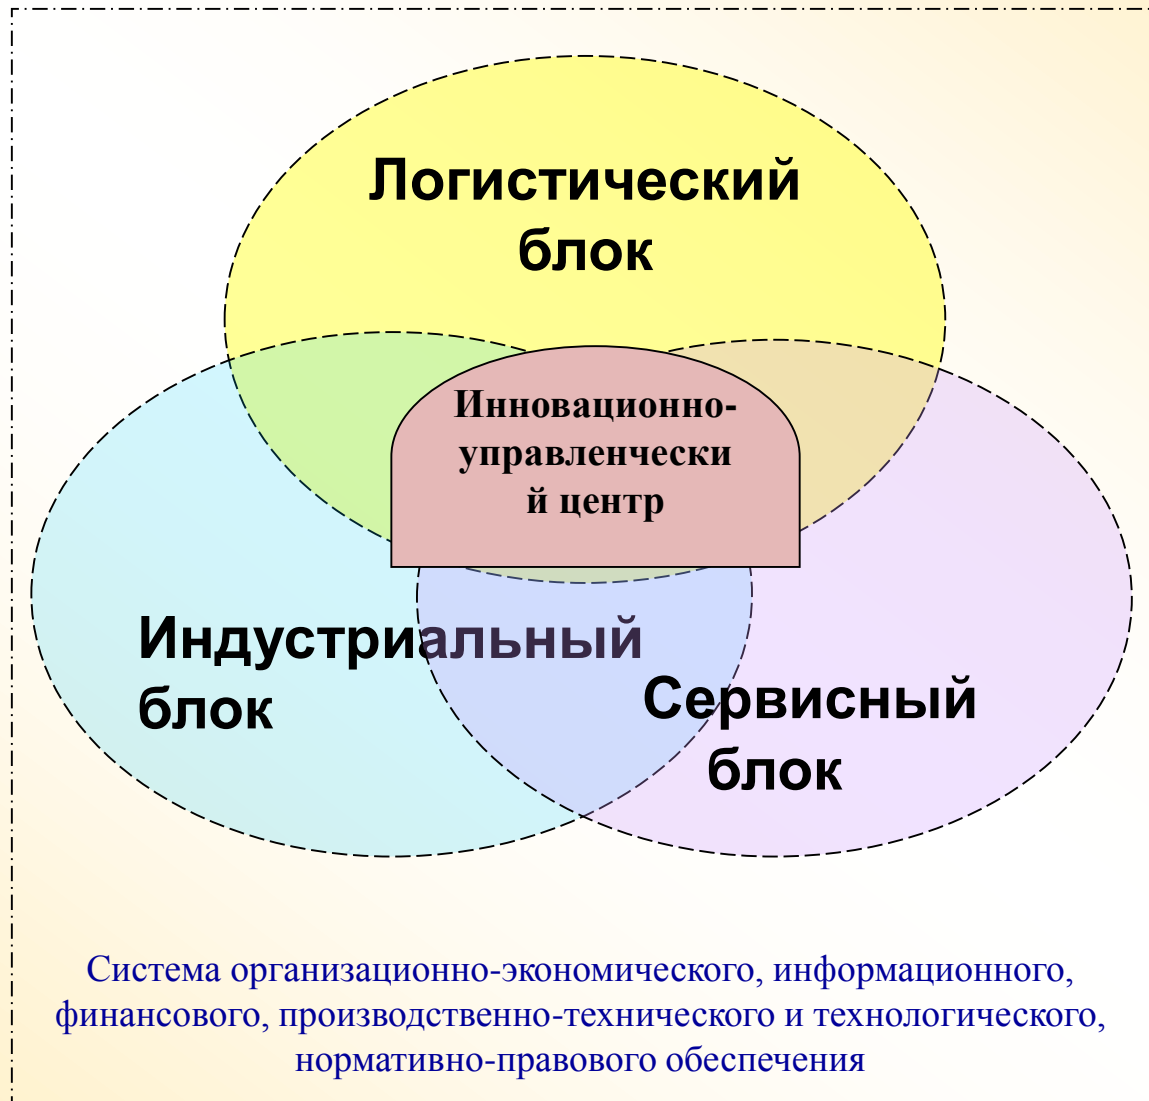 Логистический
блок
Инновационно-
управленчески
й центр
Индустриальный
блок
Сервисный
блок
Система организационно-экономического, информационного,
финансового, производственно-технического и технологического,
нормативно-правового обеспечения